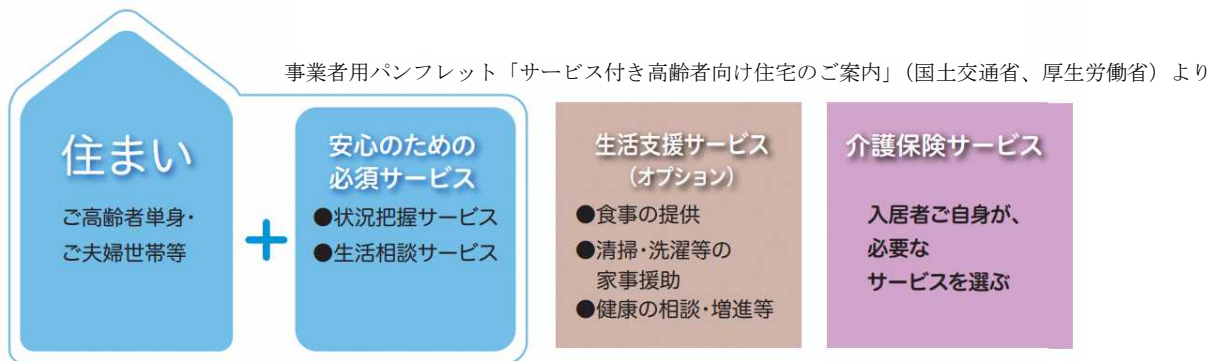 事業者用パンフレット「サービス付き高齢者向け住宅のご案内」（国土交通省、厚生労働省）より
住まい
ご高齢者単身・
ご夫婦世帯等
+
安心のための
必須サービス
●状況把握サービス
●生活相談サービス
生活支援サービス
（オプション）
●食事の提供
●清掃・洗濯等の
家事援助
●健康の相談・増進等
介護保険サービス
入居者ご自身が、
必要な
サービスを選ぶ